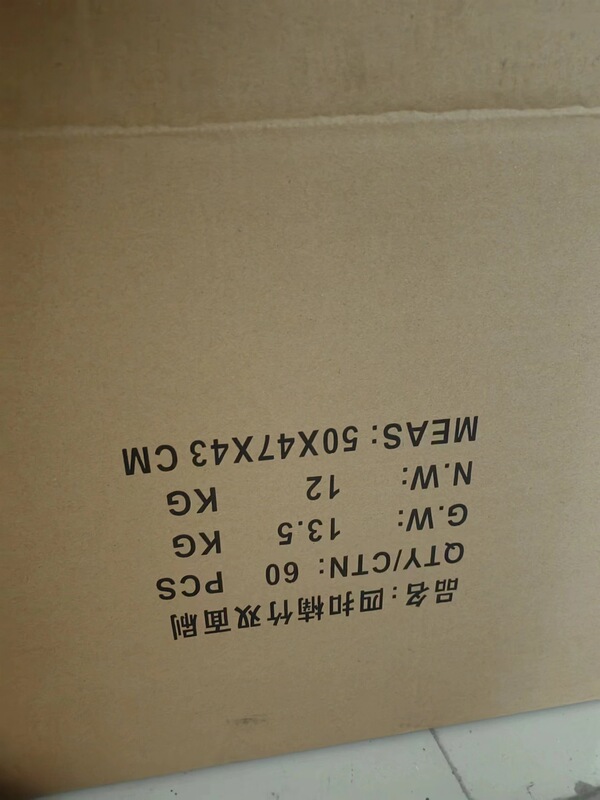 品名:四扣楠竹双面刷
QTY/CTN: 60 PCS
G.W: 13.5 KG
N.W: 12 KG
MEAS: 50X47X43 CM